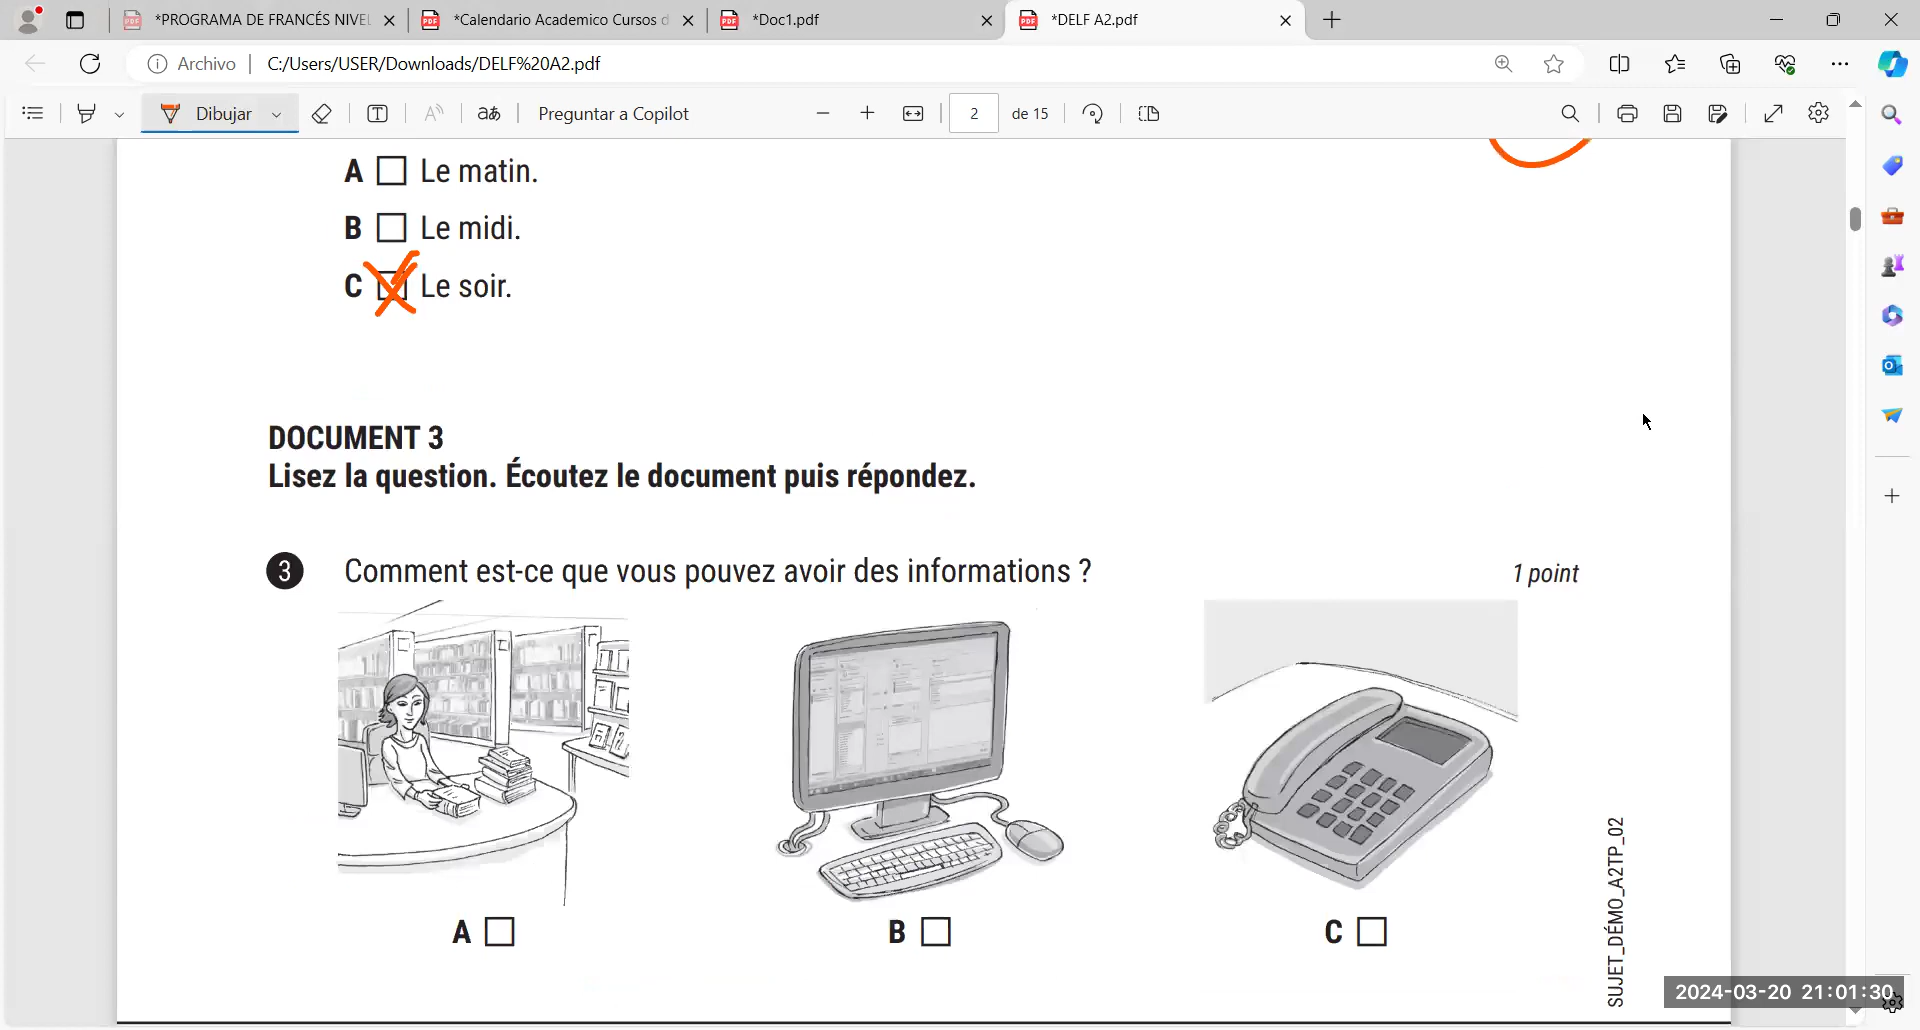 *PROGRAMA DE FRANCÉS NIVEL
*Calendario Academico Cursos d
*Doc1.pdf
*DELF A2.pdf
Archivo
C:/Users/USER/Downloads/DELF%20A2.pdf
Dibujar
aあ
Preguntar a Copilot
2
de 15
A Le matin.
B Le midi.
C Le soir.
DOCUMENT 3
Lisez la question. Écoutez le document puis répondez.
3 Comment est-ce que vous pouvez avoir des informations ?
1 point
A
B
C
SUJET_DÉMO_A2TP_02
2024-03-20 21:01:30